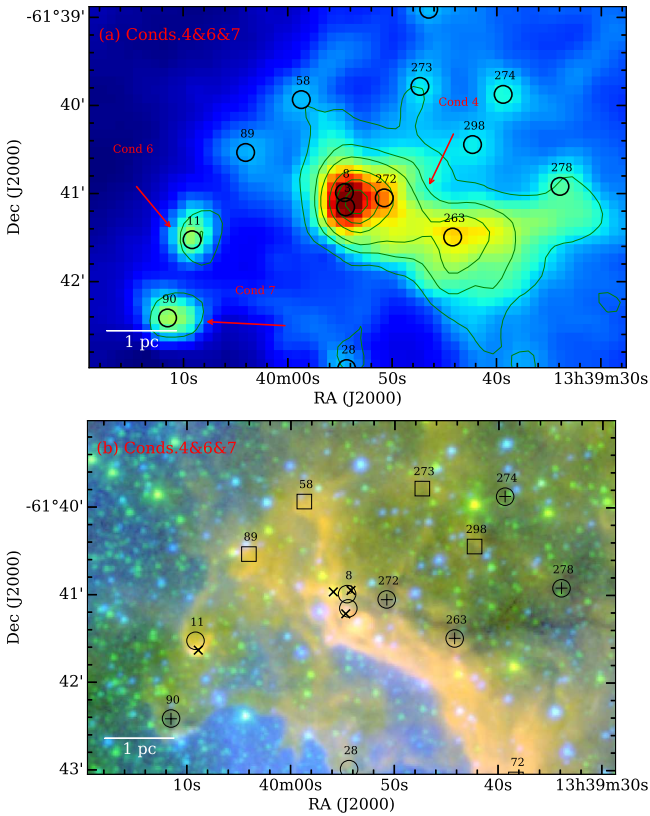 -61°39'
(a) Conds.4&6&7
273
274
58
40'
Cond 4
298
89
Cond 6
278
8
272
41'
11
263
42'
90
Cond 7
1 pc
28
10s
40m00s
50s
40s
13h39m30s
RA (J2000)
Dec (J2000)
(b) Conds.4&6&7
273
274
58
-61°40'
298
89
278
8
272
41'
11
263
42'
90
1 pc
28
72
43'
10s
40m00s
50s
40s
13h39m30s
RA (J2000)
Dec (J2000)